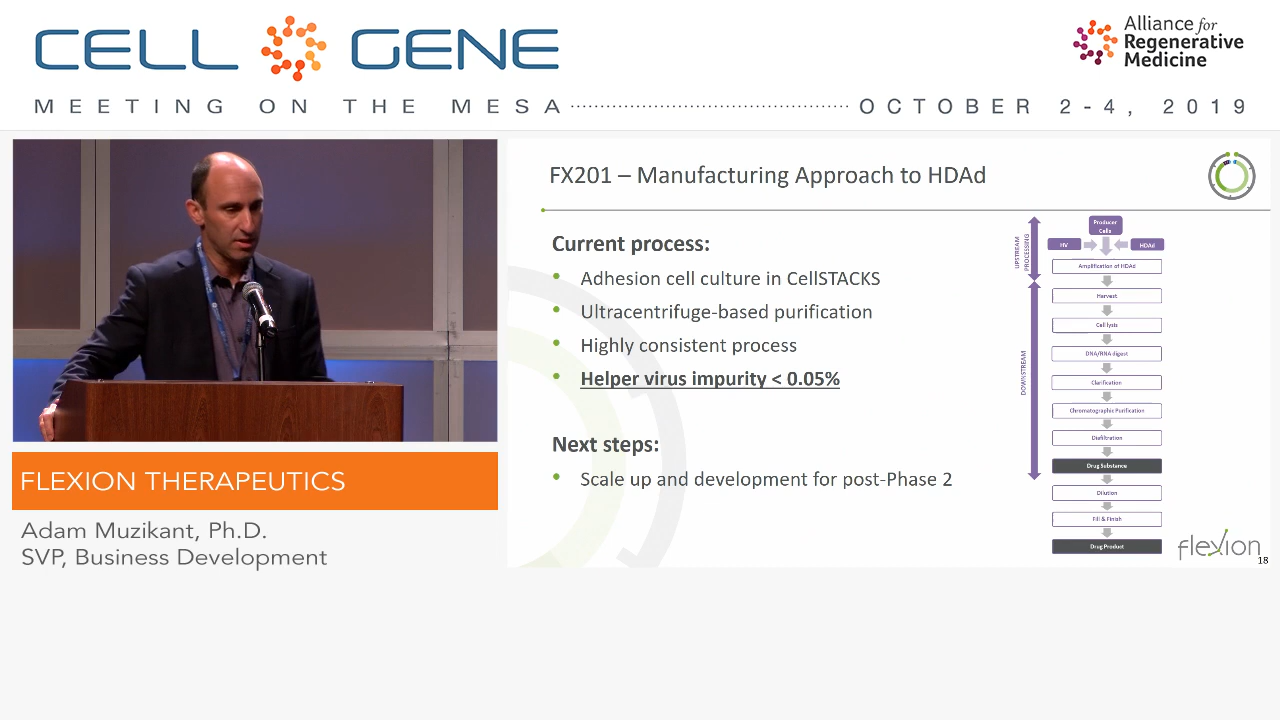 CELL GENE
Alliance for
Regenerative
Medicine
MEETING ON THE MESA
OCTOBER 2-4, 2019
FX201 – Manufacturing Approach to HDAd
Current process:
Adhesion cell culture in CellSTACKS
Ultracentrifuge-based purification
Highly consistent process
Helper virus impurity < 0.05%
Next steps:
Scale up and development for post-Phase 2
UPSTREAM
PROCESSING
DOWNSTREAM
Producer
Cells
HV
HDAd
Amplification of HDAd
Harvest
Cell lysis
DNA/RNA digest
Clarification
Chromatographic Purification
Diafiltration
Drug Substance
Dilution
Fill & Finish
Drug Product
flexion
18
FLEXION THERAPEUTICS
Adam Muzikant, Ph.D.
SVP, Business Development